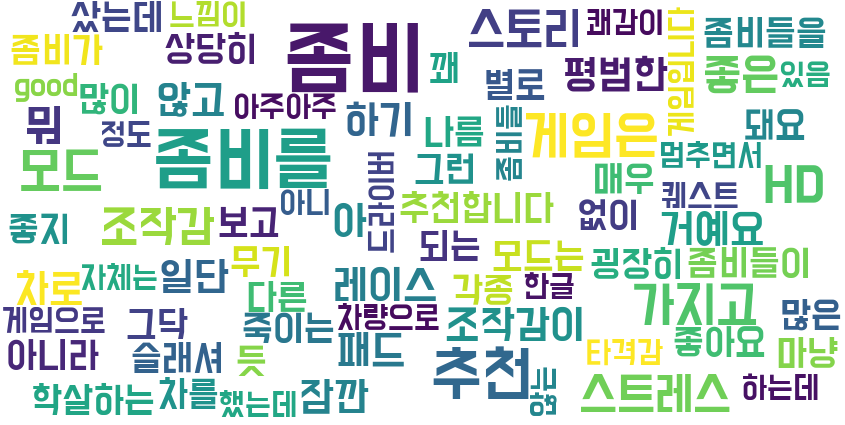 샀는데 느낌이
좀비가 상당히 좀비 스토리 쾌감이 게임입니다 좀비들을
good 많이 않고 아주아주 꽤 별로 평범한 좋은 있음
뭐 정도 하기 나름 좀비들 게임은 돼요
모드 좀비를 드라이버 그런 매우 멈추면서
좋지 조작감 보고 아니 아 추천합니다 없이 퀘스트 HD
되는 모드는 거예요
차로 자체는 일단 무기 레이스 각종 한글 굉장히 좀비들이
게임으로 그닥 다른 죽이는 차량으로 조작감이 가지고 많은
아니라 슬래셔 듯 패드 추천 타격감 좋아요 마냥
학살하는 차를 했는데 잠깐 않는 스트레스 하는데